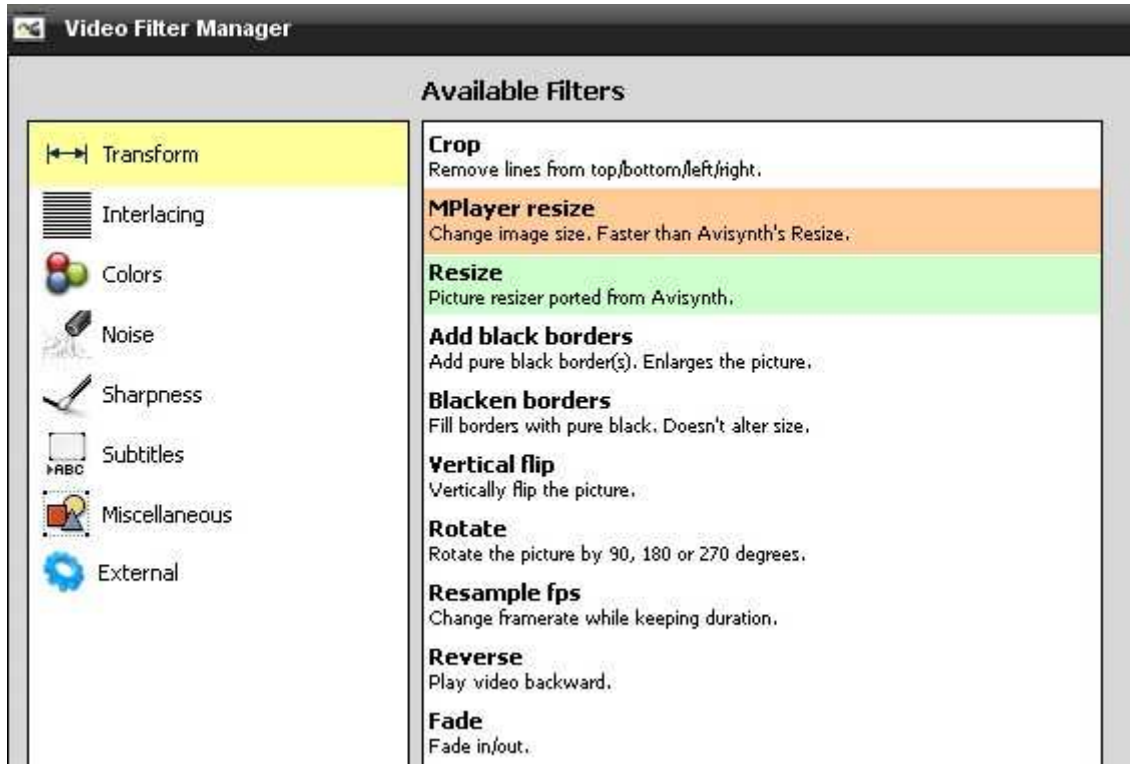 Video Filter Manager
Available Filters
Transform
Interlacing
Colors
Noise
Sharpness
Subtitles
ABC
Miscellaneous
External
Crop
Remove lines from top/bottom/left/right.
MPlayer resize
Change image size. Faster than Avisynth's Resize.
Resize
Picture resizer ported from Avisynth.
Add black borders
Add pure black border(s). Enlarges the picture.
Blacken borders
Fill borders with pure black. Doesn't alter size.
Vertical flip
Vertically flip the picture.
Rotate
Rotate the picture by 90, 180 or 270 degrees.
Resample fps
Change framerate while keeping duration.
Reverse
Play video backward.
Fade
Fade in/out.